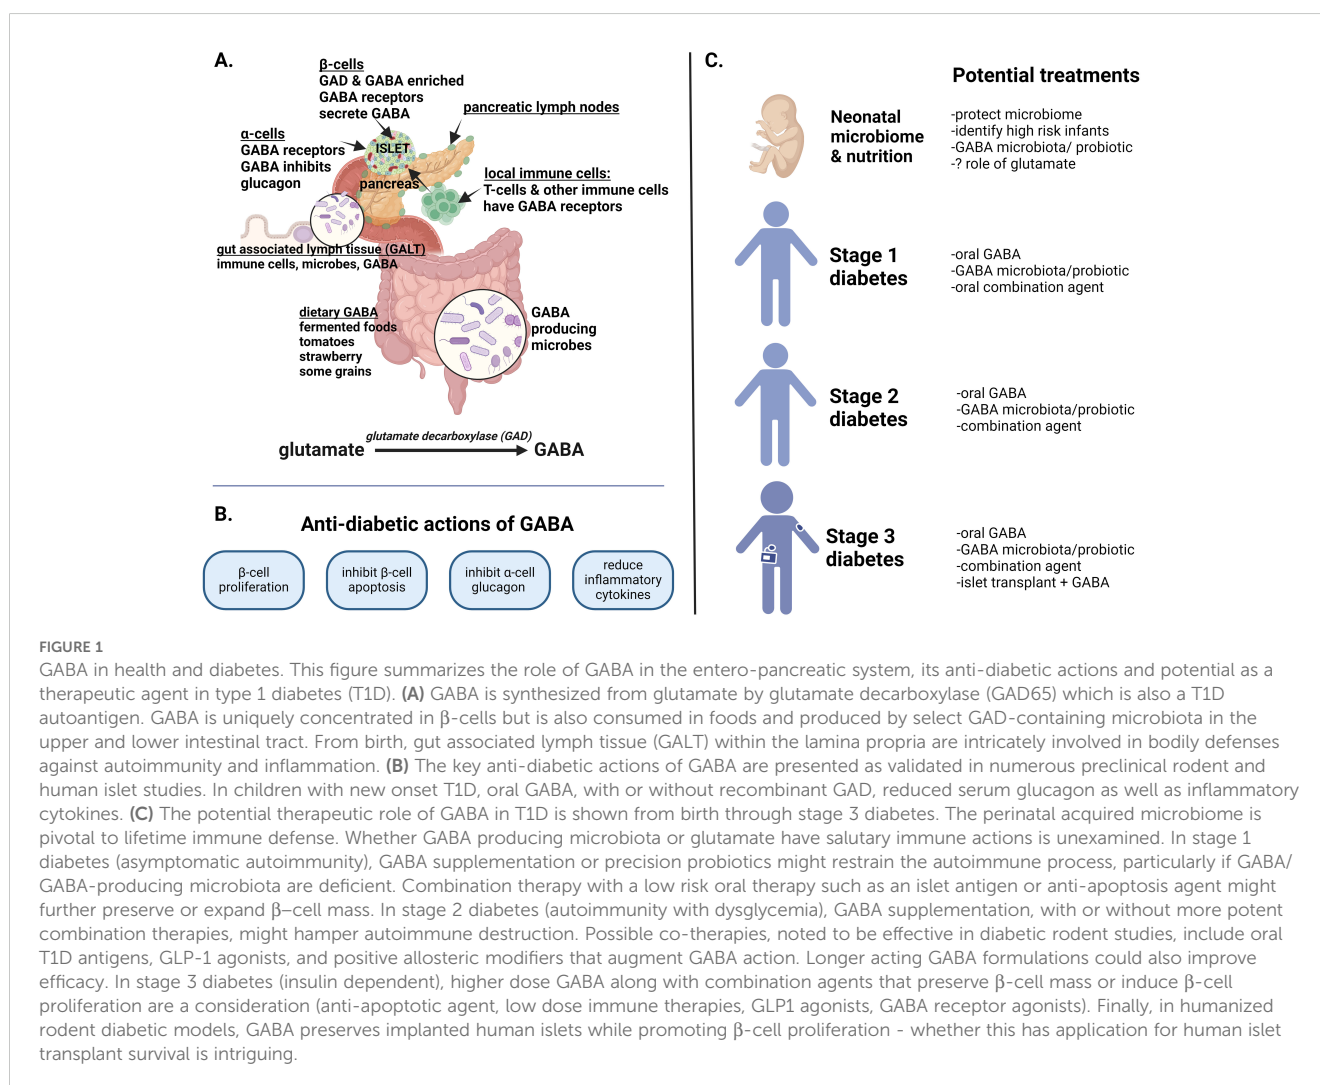 A.
β-cells
GAD & GABA enriched
GABA receptors
secrete GABA
pancreatic lymph nodes
α-cells
GABA receptors
GABA inhibits
glucagon
ISLET
pancreas
local immune cells:
T-cells & other immune cells
have GABA receptors
gut associated lymph tissue (GALT)
immune cells, microbes, GABA
dietary GABA
fermented foods
tomatoes
strawberry
some grains
GABA
producing
microbes
glutamate decarboxylase (GAD)
glutamate GABA
B.
Anti-diabetic actions of GABA
β-cell
proliferation
inhibit β-cell
apoptosis
inhibit α-cell
glucagon
reduce
inflammatory
cytokines
C.
Potential treatments
Neonatal
microbiome
& nutrition
-protect microbiome
-identify high risk infants
-GABA microbiota/ probiotic
-? role of glutamate
Stage 1
diabetes
-oral GABA
-GABA microbiota/probiotic
-oral combination agent
Stage 2
diabetes
-oral GABA
-GABA microbiota/probiotic
-combination agent
Stage 3
diabetes
-oral GABA
-GABA microbiota/probiotic
-combination agent
-islet transplant + GABA
FIGURE 1
GABA in health and diabetes. This figure summarizes the role of GABA in the entero-pancreatic system, its anti-diabetic actions and potential as a
therapeutic agent in type 1 diabetes (T1D). (A) GABA is synthesized from glutamate by glutamate decarboxylase (GAD65) which is also a T1D
autoantigen. GABA is uniquely concentrated in β-cells but is also consumed in foods and produced by select GAD-containing microbiota in the
upper and lower intestinal tract. From birth, gut associated lymph tissue (GALT) within the lamina propria are intricately involved in bodily defenses
against autoimmunity and inflammation. (B) The key anti-diabetic actions of GABA are presented as validated in numerous preclinical rodent and
human islet studies. In children with new onset T1D, oral GABA, with or without recombinant GAD, reduced serum glucagon as well as inflammatory
cytokines. (C) The potential therapeutic role of GABA in T1D is shown from birth through stage 3 diabetes. The perinatal acquired microbiome is
pivotal to lifetime immune defense. Whether GABA producing microbiota or glutamate have salutary immune actions is unexamined. In stage 1
diabetes (asymptomatic autoimmunity), GABA supplementation or precision probiotics might restrain the autoimmune process, particularly if GABA/
GABA-producing microbiota are deficient. Combination therapy with a low risk oral therapy such as an islet antigen or anti-apoptosis agent might
further preserve or expand β–cell mass. In stage 2 diabetes (autoimmunity with dysglycemia), GABA supplementation, with or without more potent
combination therapies, might hamper autoimmune destruction. Possible co-therapies, noted to be effective in diabetic rodent studies, include oral
T1D antigens, GLP-1 agonists, and positive allosteric modifiers that augment GABA action. Longer acting GABA formulations could also improve
efficacy. In stage 3 diabetes (insulin dependent), higher dose GABA along with combination agents that preserve β-cell mass or induce β-cell
proliferation are a consideration (anti-apoptotic agent, low dose immune therapies, GLP1 agonists, GABA receptor agonists). Finally, in humanized
rodent diabetic models, GABA preserves implanted human islets while promoting β-cell proliferation - whether this has application for human islet
transplant survival is intriguing.